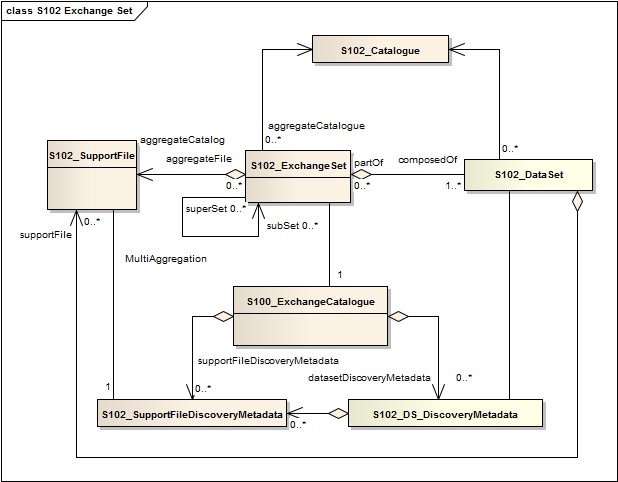 class S102 Exchange Set
S102_Catalogue
aggregateCatalogue
0..*
0..*
aggregateCatalog
S102_SupportFile
aggregateFile
S102_ExchangeSet
partOf
composedOf
S102_DataSet
0..*
0..*
1..*
superSet 0..*
0..*
subSet 0..*
supportFile
MultiAggregation
1
S100_ExchangeCatalogue
supportFileDiscoveryMetadata
datasetDiscoveryMetadata
0..*
1
0..*
S102_SupportFileDiscoveryMetadata
S102_DS_DiscoveryMetadata
0..*